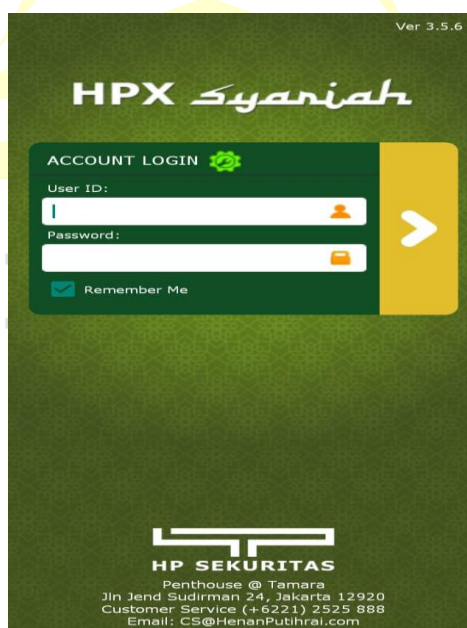 Ver 3.5.6
HPX Syariah
ACCOUNT LOGIN
User ID:
Password:
Remember Me
HP SEKURITAS
Penthouse @ Tamara
Jln Jend Sudirman 24, Jakarta 12920
Customer Service (+6221) 2525 888
Email: CS@HenanPutihrai.com